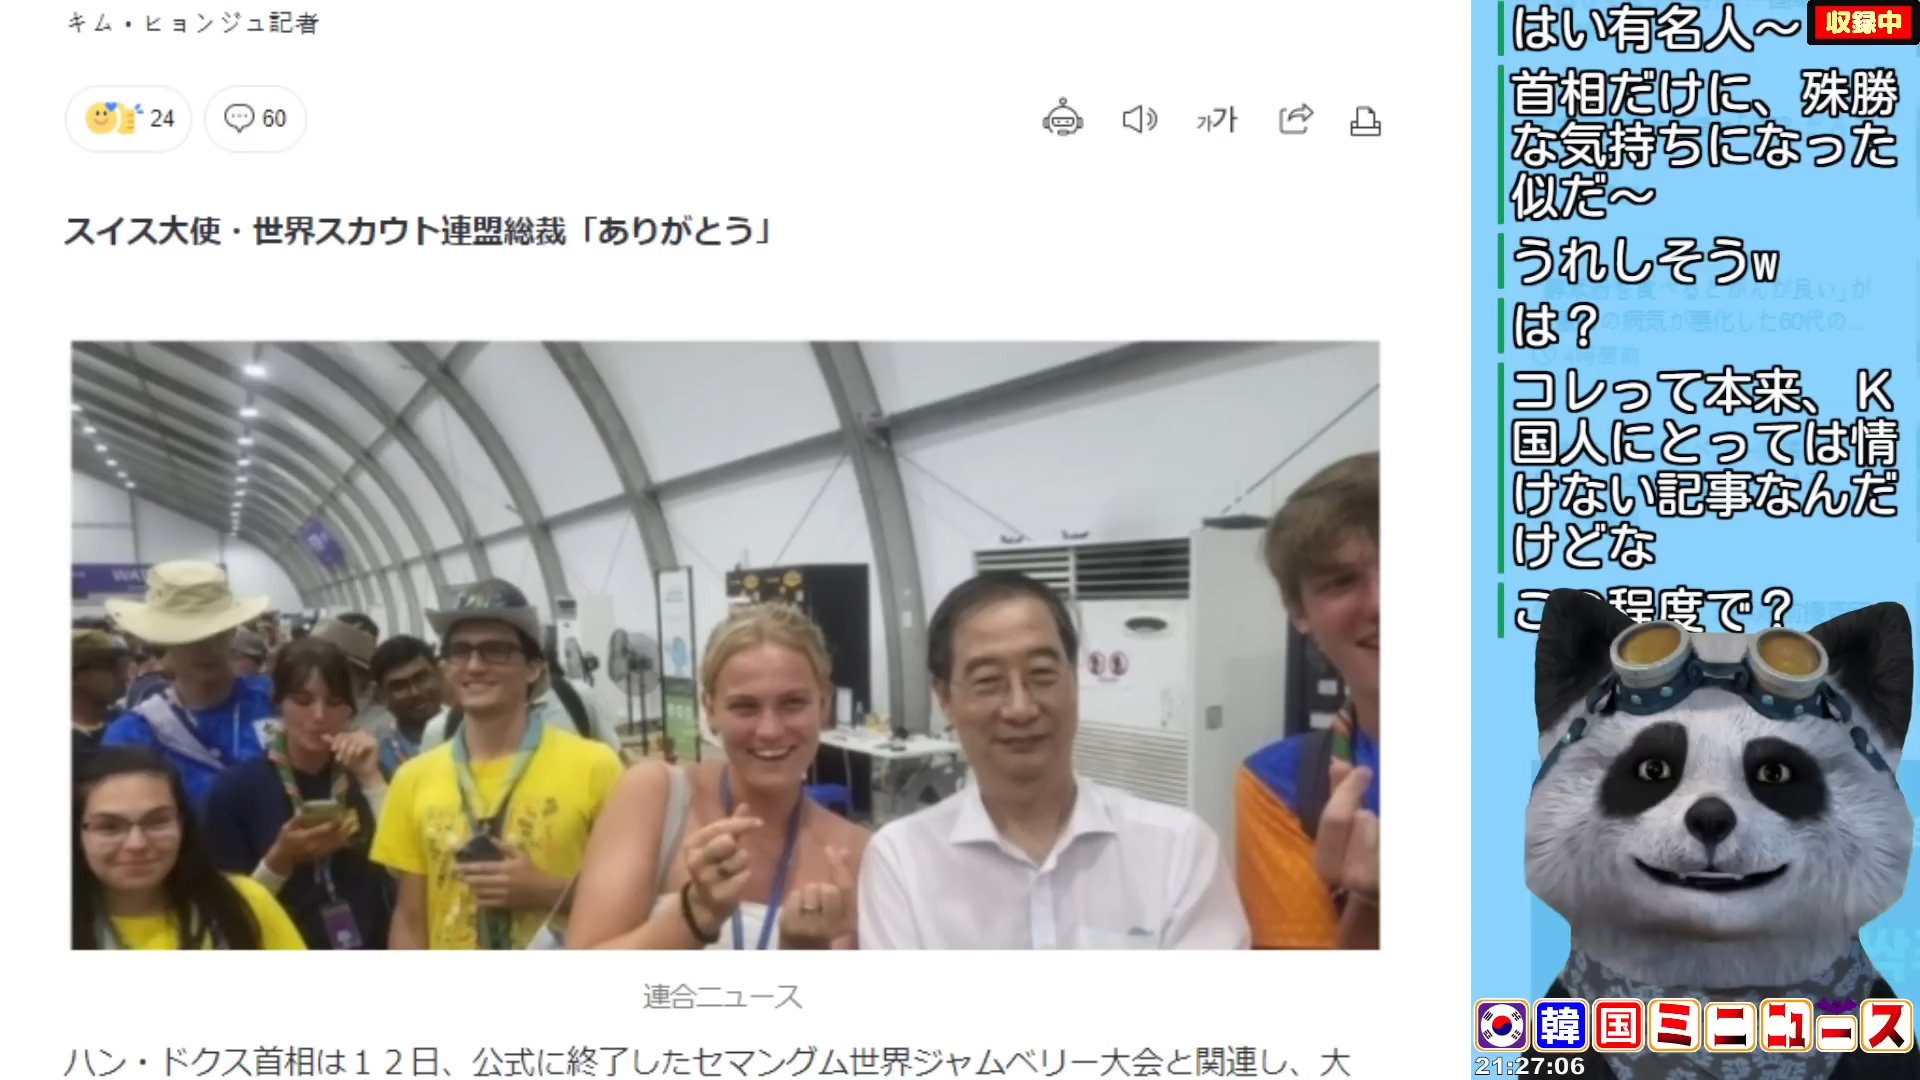 キム・ヒョンジュ記者
24
60
가가
スイス大使・世界スカウト連盟総裁「ありがとう」
連合ニュース
ハン・ドクス首相は１２日、公式に終了したセマングム世界ジャムベリー大会と関連し、大
はい有名人～
収録中
首相だけに、殊勝
な気持ちになった
似だ～
うれしそうw
は？
コレって本来、Ｋ
国人にとっては情
けない記事なんだ
けどな
程度で？
韓国ミニニュース
21:27:06